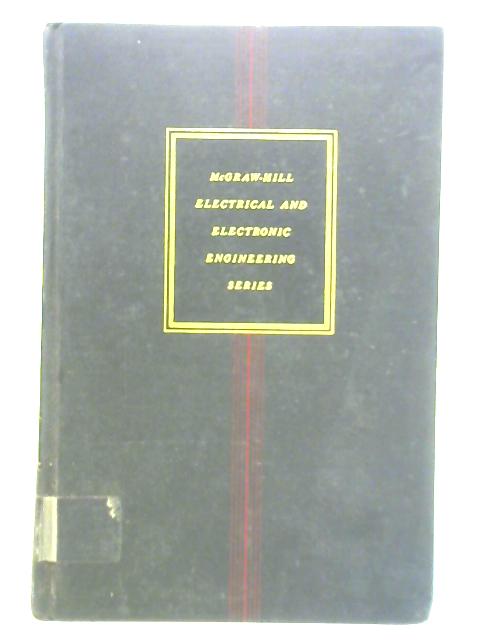 McGRAW-HILL
ELECTRICAL AND
ELECTRONIC
ENGINEERING
SERIES